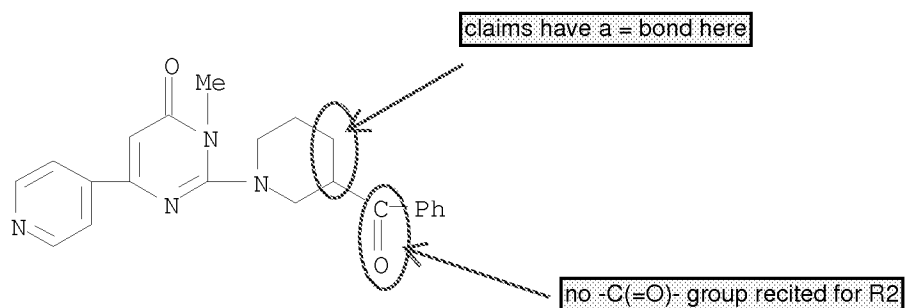 claims have a = bond here
O
Me
N
N
N
N
C
Ph
O
no -C(=O)- group recited for R2